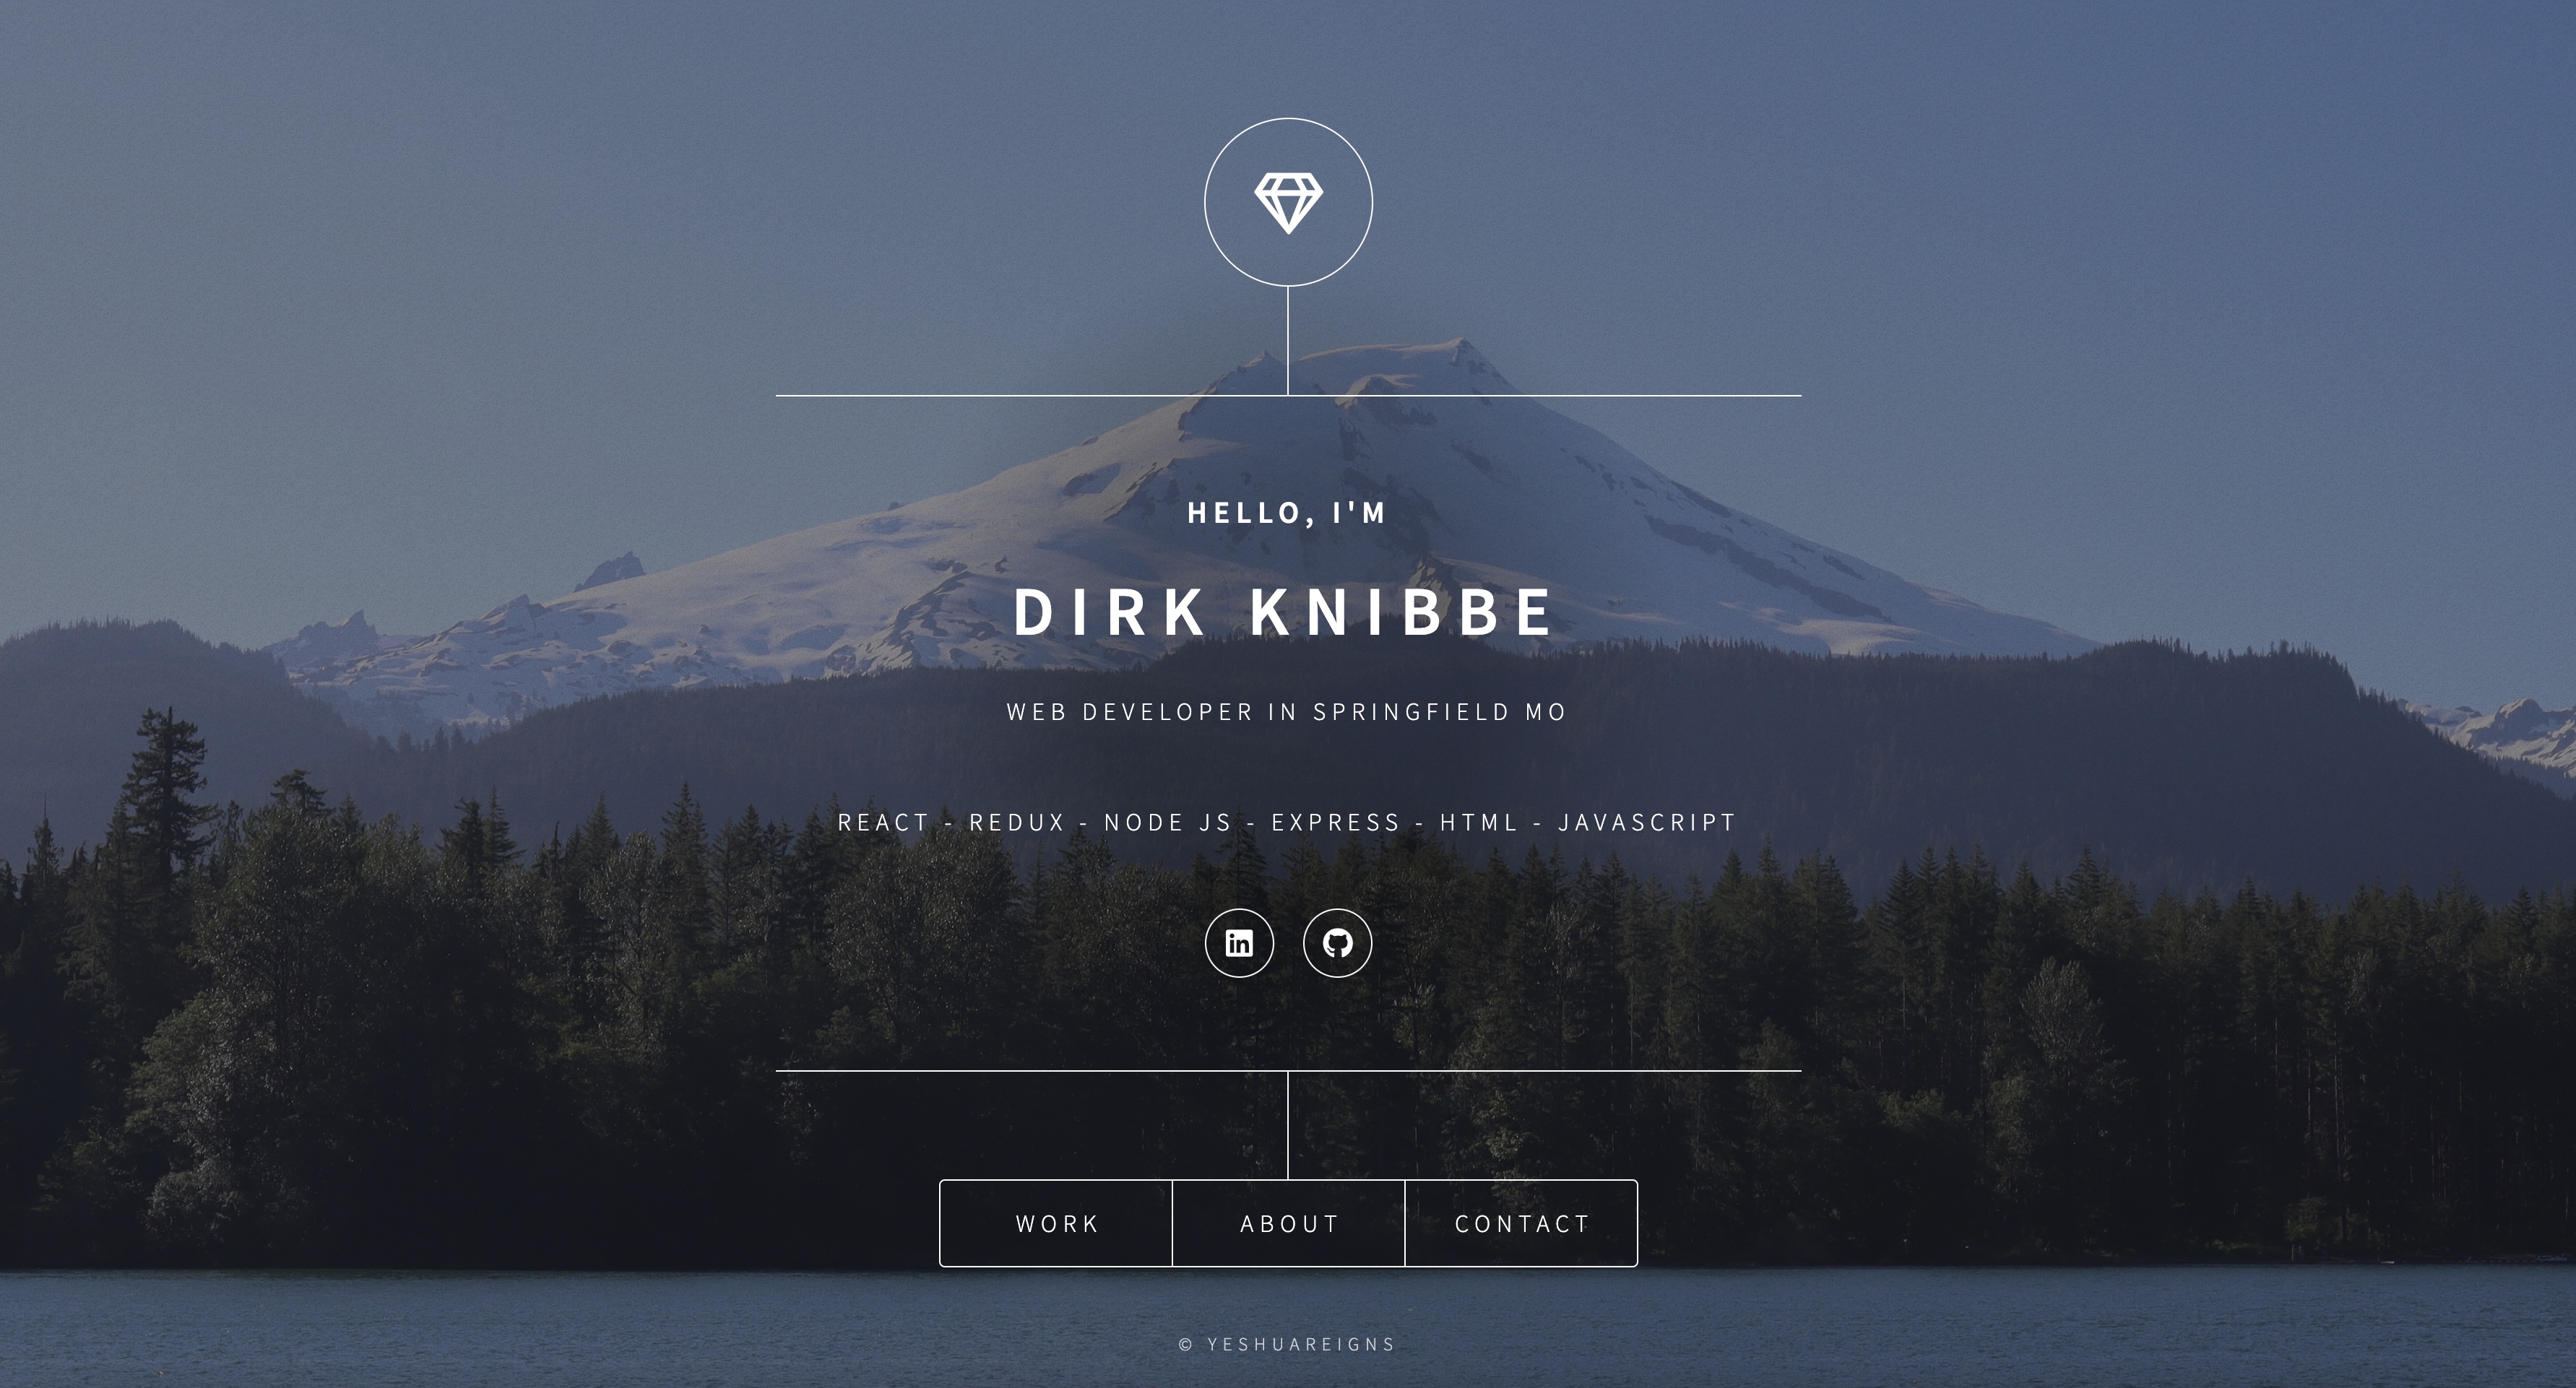 HELLO, I'M
DIRK KNIBBE
WEB DEVELOPER IN SPRINGFIELD MO
REACT - REDUX - NODE JS - EXPRESS - HTML - JAVASCRIPT
in
WORK ABOUT CONTACT
© YESHUAREIGNS